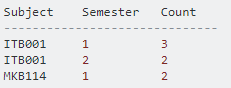 Subject   Semester   Count
------------------------------
ITB001    1          3
ITB001    2          2
MKB114    1          2